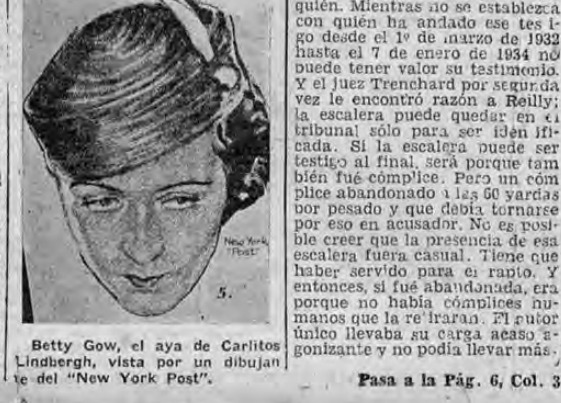 New York
"Post"
5.
Betty Gow, el aya de Carlitos
Lindbergh, vista por un dibujan
te del "New York Post".
quién. Mientras no se establezca
con quién ha andado ese tes i-
go desde el 1º de marzo de 1932
hasta el 7 de enero de 1934 no
puede tener valor su testimonio.
Y el juez Trenchard por segunda
vez le encontró razón a Reilly;
la escalera puede quedar en el
tribunal sólo para ser iden ifi-
cada. Si la escalera puede ser
testigo al final, será porque tam
bién fué cómplice. Pero un cóm
plice abandonado a las 60 yardas
por pesado y que debía tornarse
por eso en acusador. No es posi-
ble creer que la presencia de esa
escalera fuera casual. Tiene que
haber servido para el rapto. Y
entonces, si fué abandonada, era
porque no había cómplices hu-
manos que la re iraran. El autor
único llevaba su carga acaso a-
gonizante y no podía llevar más.
Pasa a la Pág. 6, Col. 3